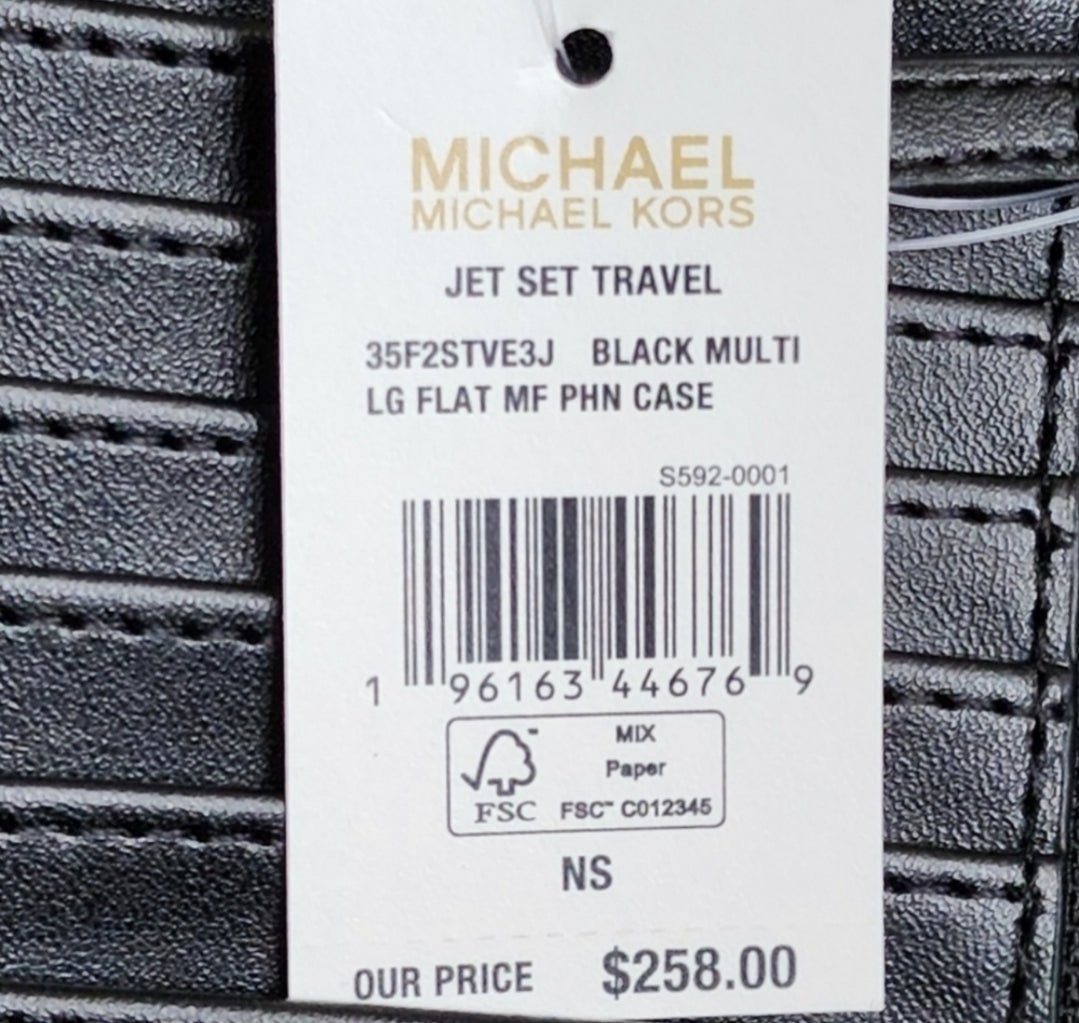 MICHAEL
MICHAEL KORS
JET SET TRAVEL
35F2STVE3J BLACK MULTI
LG FLAT MF PHN CASE
S592-0001
1 96163 44676 9
MIX
Paper
FSC FSC™ C012345
NS
OUR PRICE $258.00